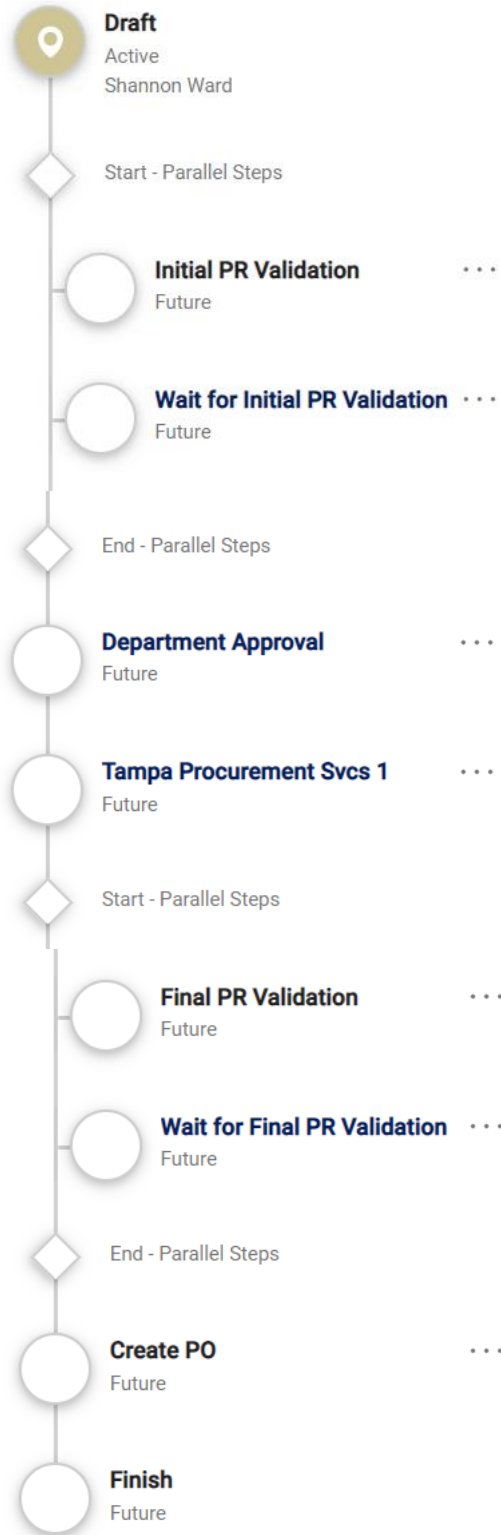 Draft
Active
Shannon Ward
Start - Parallel Steps
Initial PR Validation
Future
Wait for Initial PR Validation
Future
End - Parallel Steps
Department Approval
Future
Tampa Procurement Svcs 1
Future
Start - Parallel Steps
Final PR Validation
Future
Wait for Final PR Validation
Future
End - Parallel Steps
Create PO
Future
Finish
Future